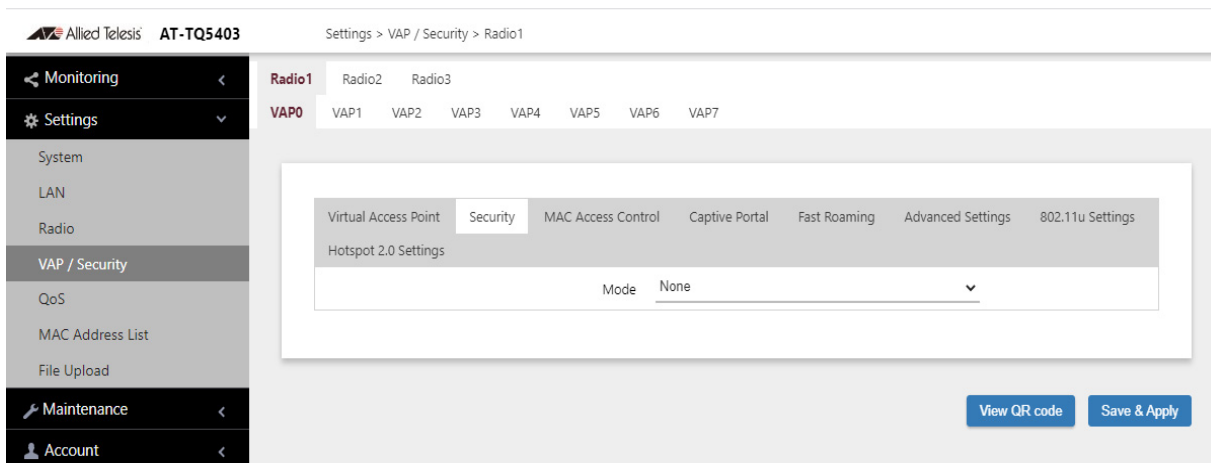 Allied Telesis AT-TQ5403 Settings > VAP / Security > Radio1
Monitoring
Radio1 Radio2 Radio3
Settings
VAP0 VAP1 VAP2 VAP3 VAP4 VAP5 VAP6 VAP7
System
LAN
Radio
VAP / Security
QoS
MAC Address List
File Upload
Maintenance
Account
Virtual Access Point Security MAC Access Control Captive Portal Fast Roaming Advanced Settings 802.11u Settings
Hotspot 2.0 Settings
Mode None
View QR code Save & Apply